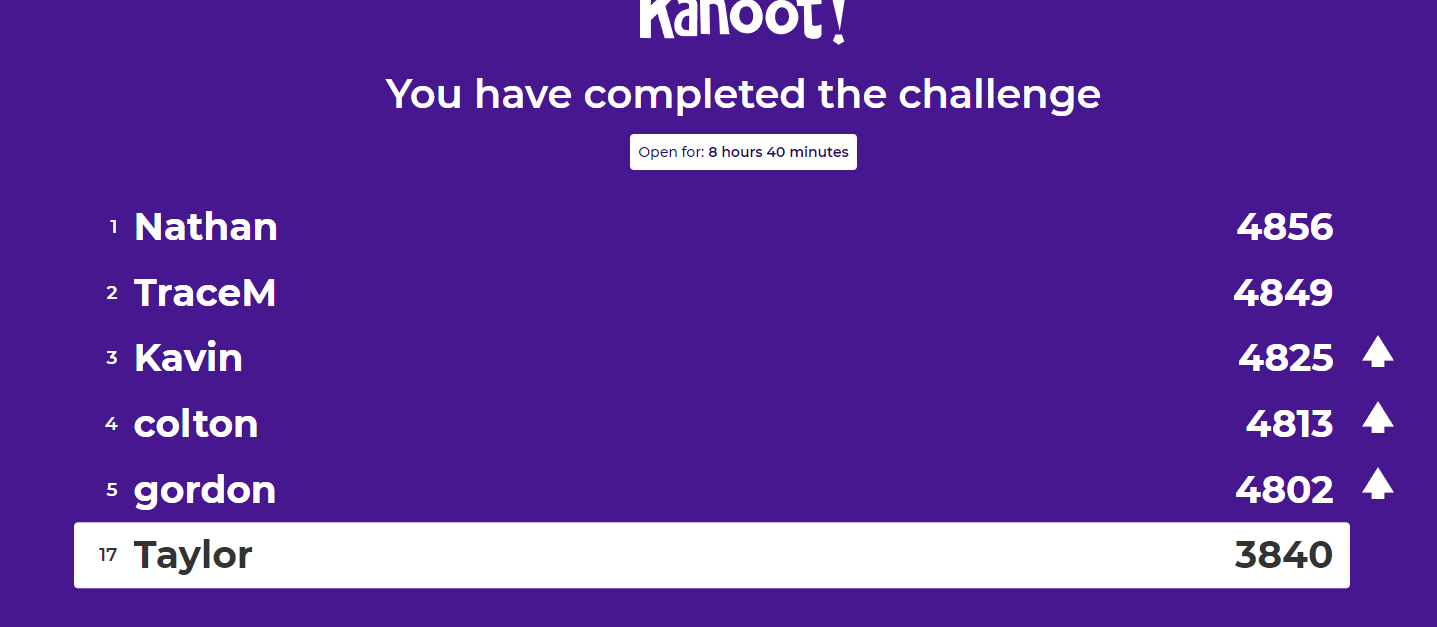 Kahoot!
You have completed the challenge
Open for: 8 hours 40 minutes
1 Nathan 4856
2 TraceM 4849
3 Kavin 4825
4 colton 4813
5 gordon 4802
17 Taylor 3840